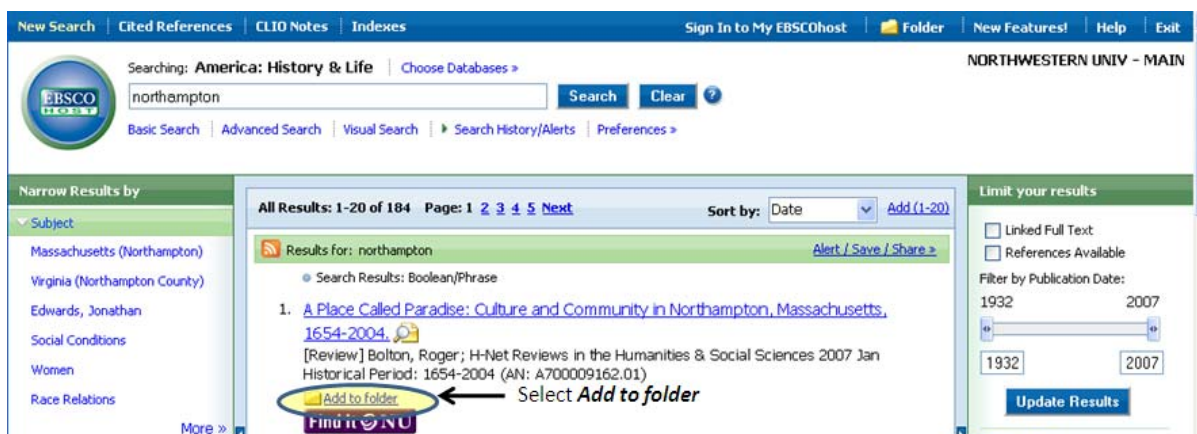 New Search Cited References CLIO Notes Indexes Sign In to My EBSCOhost Folder New Features! Help Exit
Searching: America: History & Life Choose Databases » NORTHWESTERN UNIV - MAIN
EBSCO HOST
northampton Search Clear ?
Basic Search Advanced Search Visual Search Search History/Alerts Preferences »
Narrow Results by
Subject
Massachusetts (Northampton)
Virginia (Northampton County)
Edwards, Jonathan
Social Conditions
Women
Race Relations
More »
All Results: 1-20 of 184 Page: 1 2 3 4 5 Next Sort by: Date Add (1-20)
Results for: northampton Alert / Save / Share »
Search Results: Boolean/Phrase
1. A Place Called Paradise: Culture and Community in Northampton, Massachusetts,
1654-2004.
[Review] Bolton, Roger; H-Net Reviews in the Humanities & Social Sciences 2007 Jan
Historical Period: 1654-2004 (AN: A700009162.01)
Add to folder Select Add to folder
Find It @ NU
Limit your results
Linked Full Text
References Available
Filter by Publication Date:
1932 2007
1932 2007
Update Results